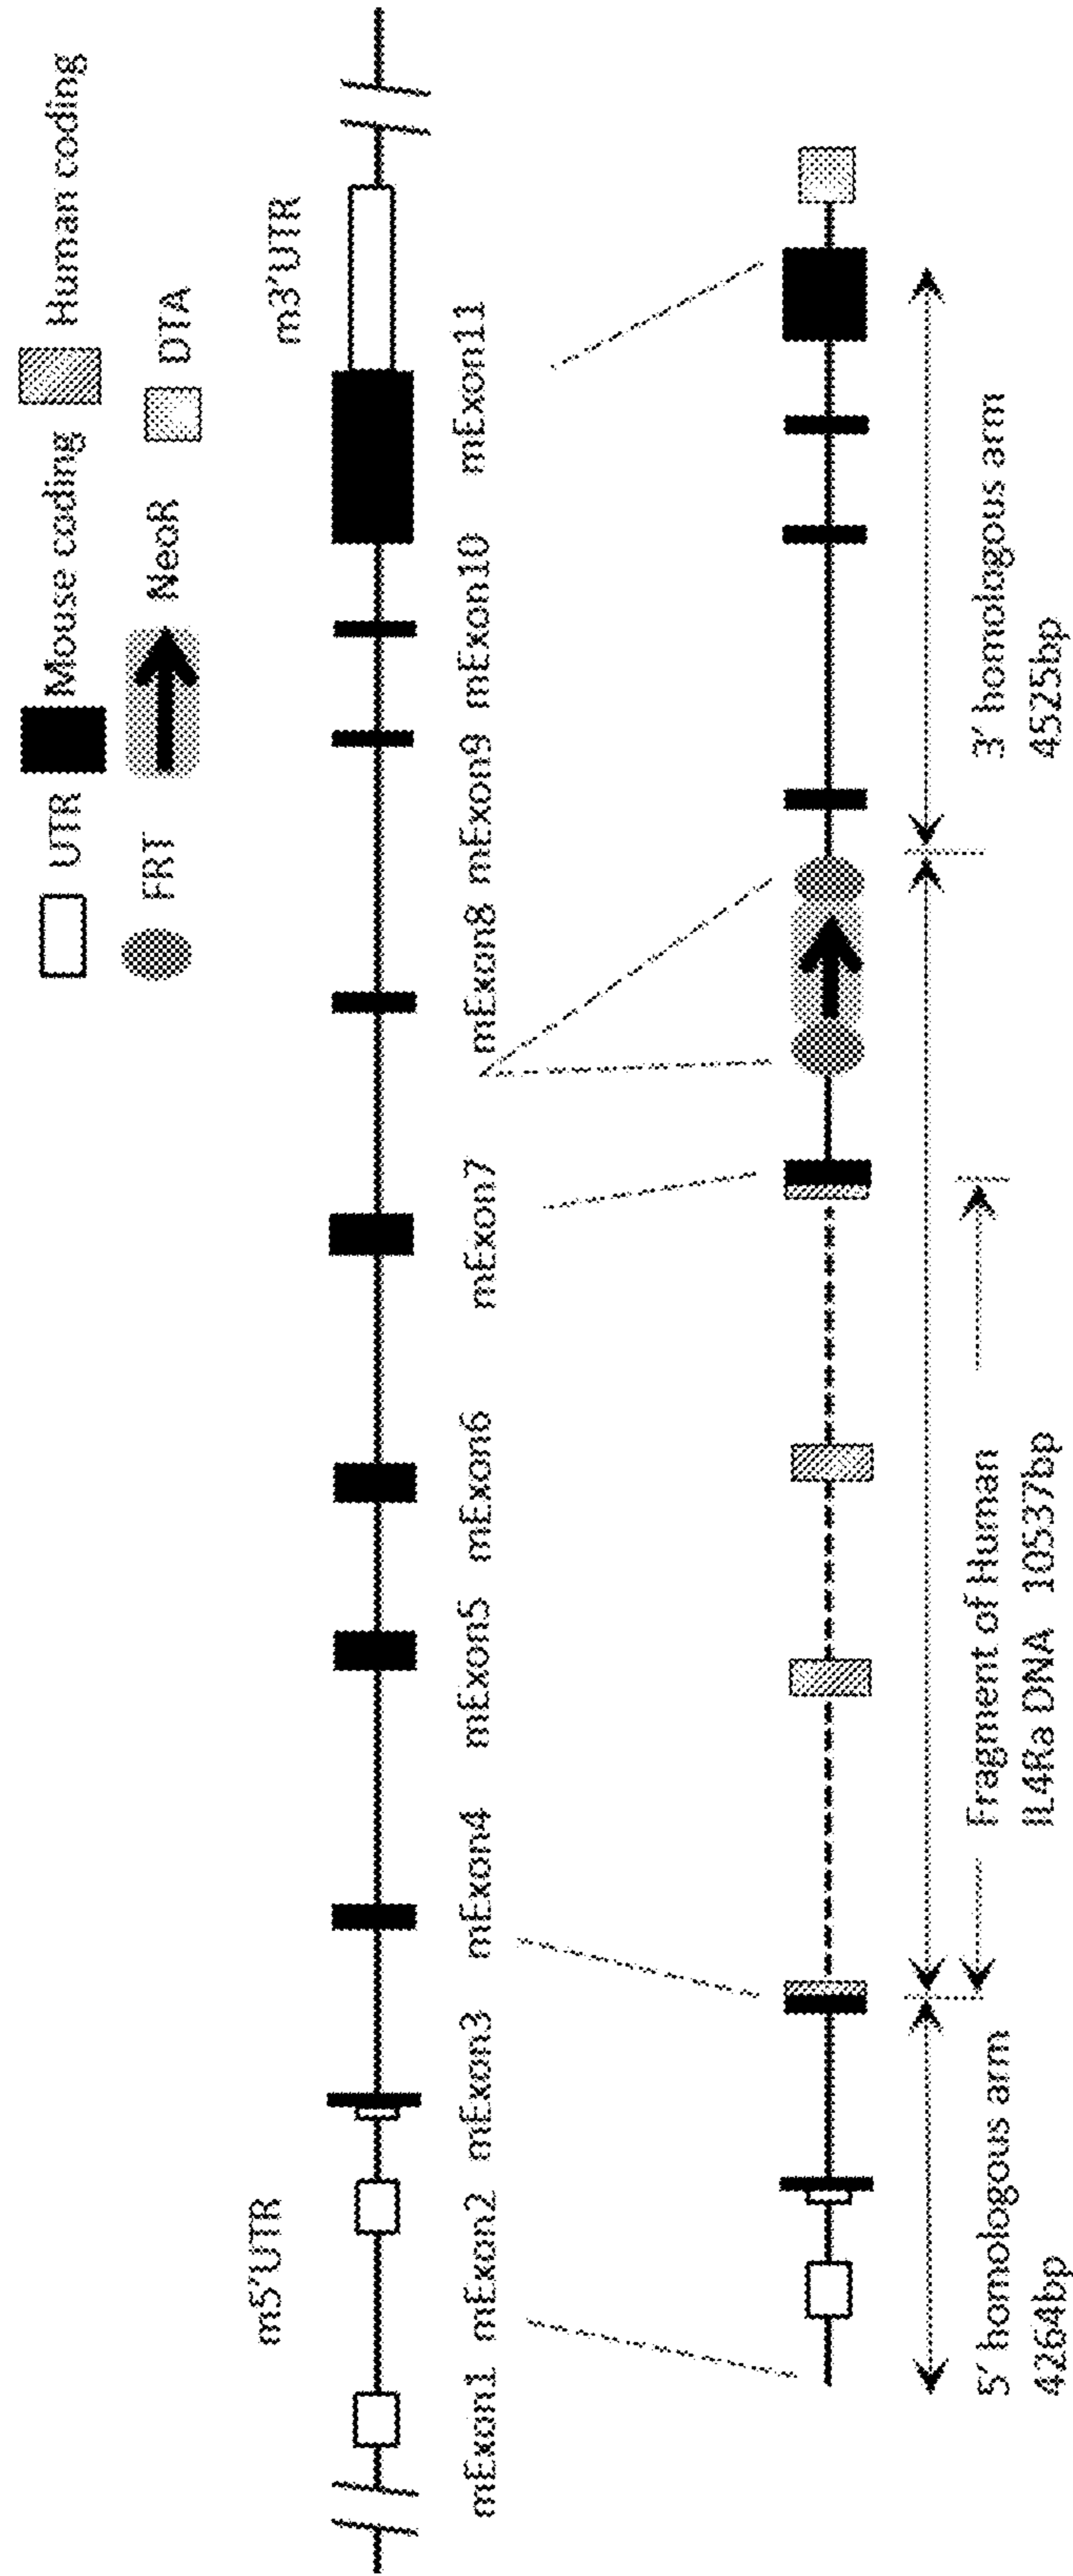 UTR Mouse coding Human coding
FRT NeoR DTA
m5'UTR m3'UTR
mExon1 mExon2 mExon3 mExon4 mExon5 mExon6 mExon7 mExon8 mExon9 mExon10 mExon11
5' homologous arm
4264bp
Fragment of Human
IL4Ra DNA 10537bp
3' homologous arm
4525bp